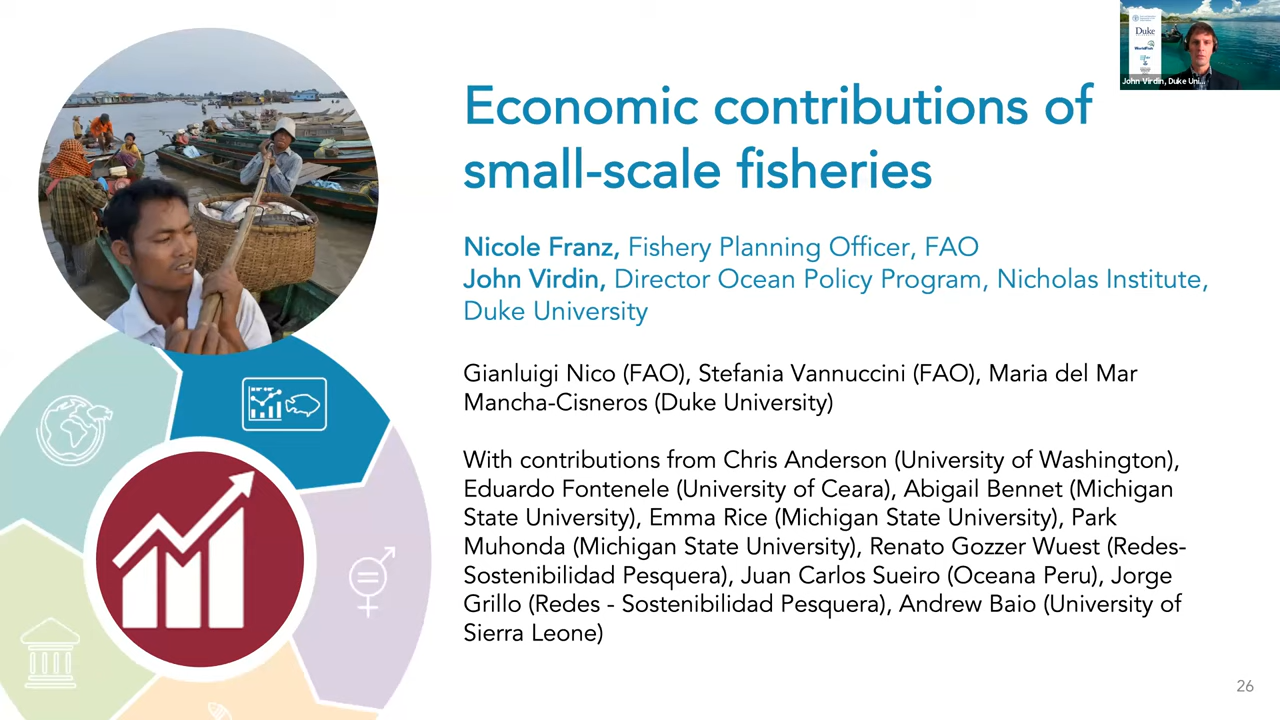 Economic contributions of
small-scale fisheries
Nicole Franz, Fishery Planning Officer, FAO
John Virdin, Director Ocean Policy Program, Nicholas Institute,
Duke University
Gianluigi Nico (FAO), Stefania Vannuccini (FAO), Maria del Mar
Mancha-Cisneros (Duke University)
With contributions from Chris Anderson (University of Washington),
Eduardo Fontenele (University of Ceara), Abigail Bennet (Michigan
State University), Emma Rice (Michigan State University), Park
Muhonda (Michigan State University), Renato Gozzer Wuest (Redes-
Sostenibilidad Pesquera), Juan Carlos Sueiro (Oceana Peru), Jorge
Grillo (Redes - Sostenibilidad Pesquera), Andrew Baio (University of
Sierra Leone)
26
Duke
WorldFish
John Virdin, Duke Uni...